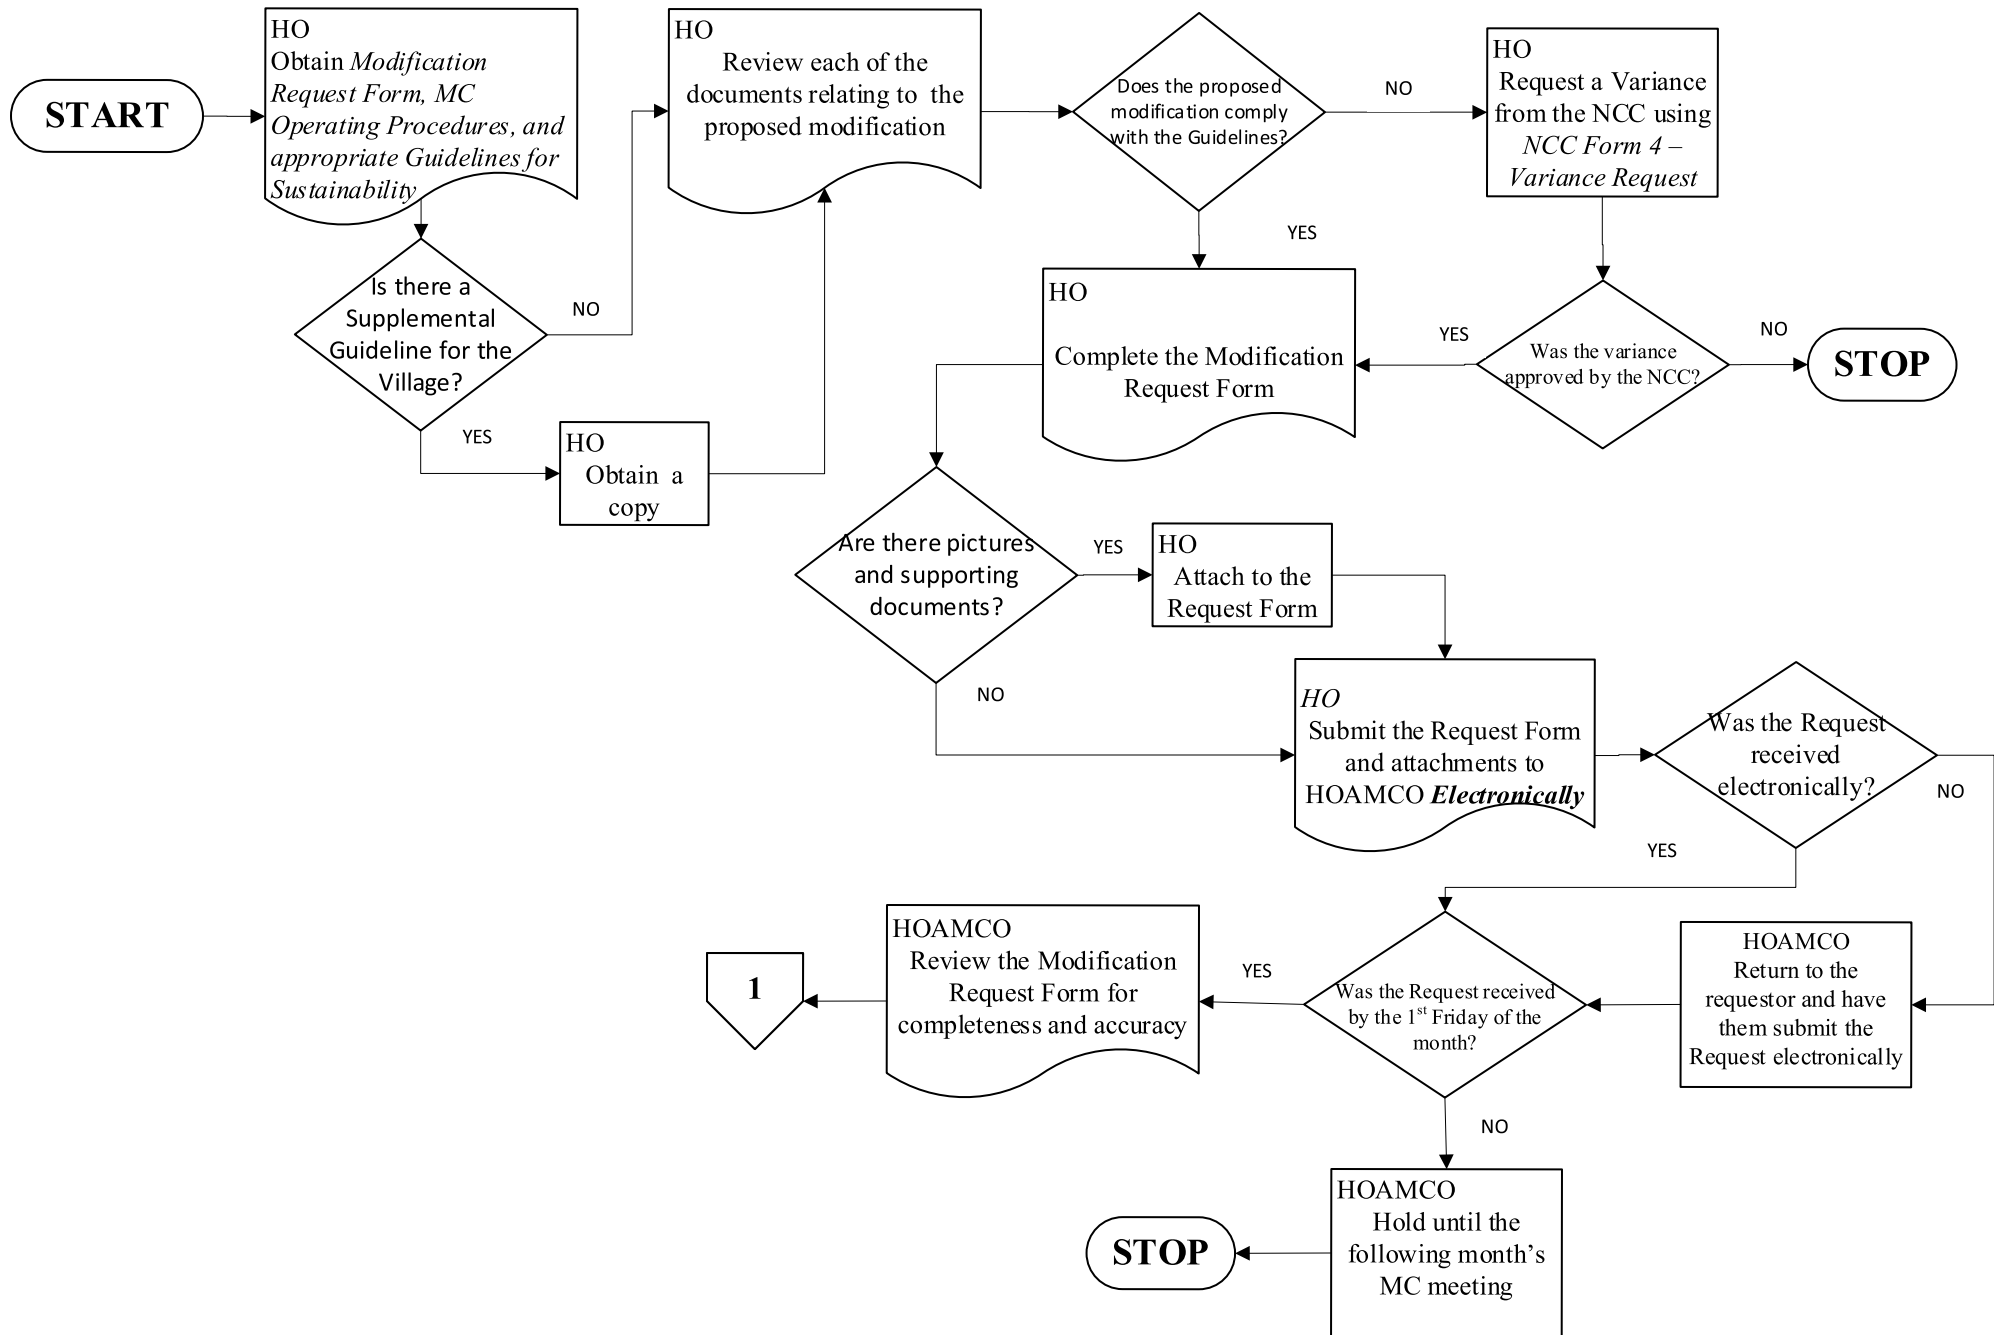 START
HO
Obtain Modification
Request Form, MC
Operating Procedures, and
appropriate Guidelines for
Sustainability
HO
Review each of the
documents relating to the
proposed modification
Does the proposed
modification comply
with the Guidelines?
NO
HO
Request a Variance
from the NCC using
NCC Form 4 –
Variance Request
YES
Is there a
Supplemental
Guideline for the
Village?
NO
HO
Complete the Modification
Request Form
YES
Was the variance
approved by the NCC?
NO
STOP
YES
HO
Obtain a
copy
Are there pictures
and supporting
documents?
YES
HO
Attach to the
Request Form
NO
HO
Submit the Request Form
and attachments to
HOAMCO Electronically
Was the Request
received
electronically?
NO
YES
1
HOAMCO
Review the Modification
Request Form for
completeness and accuracy
YES
Was the Request received
by the 1st Friday of the
month?
HOAMCO
Return to the
requestor and have
them submit the
Request electronically
NO
STOP
HOAMCO
Hold until the
following month’s
MC meeting